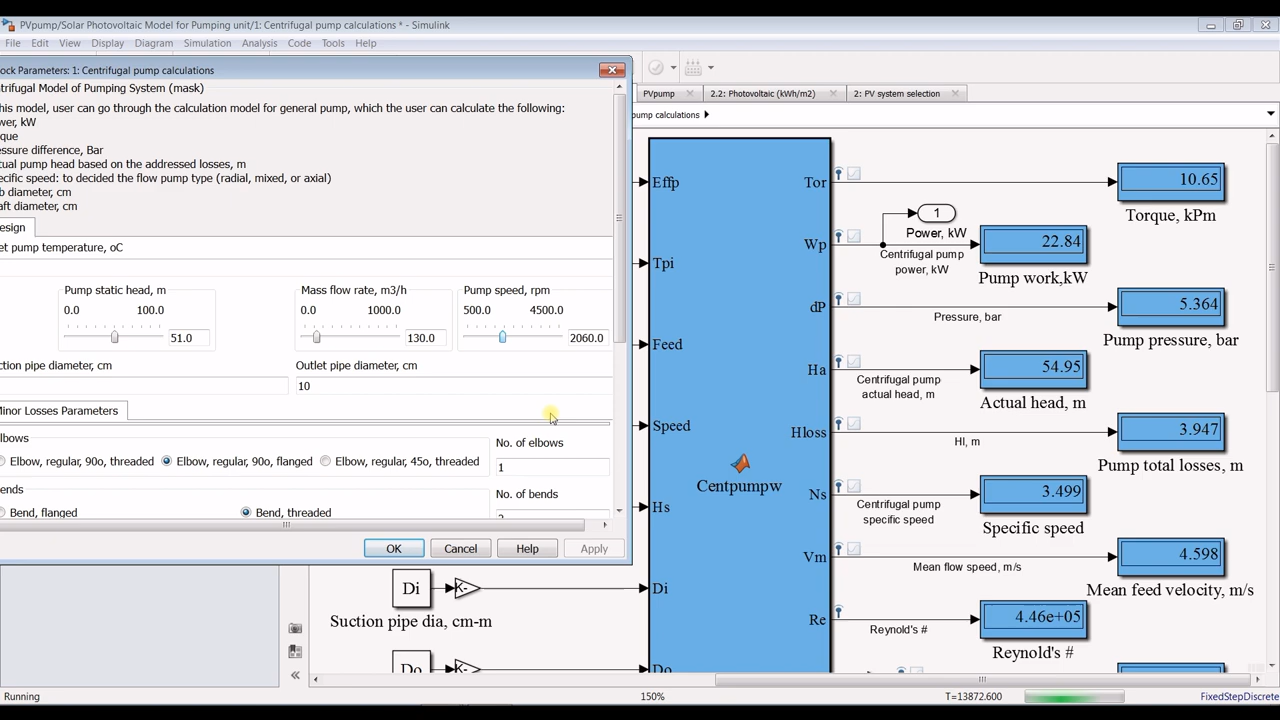 PVpump/Solar Photovoltaic Model for Pumping unit/1: Centrifugal pump calculations * - Simulink
File Edit View Display Diagram Simulation Analysis Code Tools Help
ock Parameters: 1: Centrifugal pump calculations
ntrifugal Model of Pumping System (mask)
his model, user can go through the calculation model for general pump, which the user can calculate the following:
wer, kW
que
essure difference, Bar
tual pump head based on the addressed losses, m
ecific speed: to decided the flow pump type (radial, mixed, or axial)
b diameter, cm
aft diameter, cm
esign
et pump temperature, oC
Pump static head, m
0.0 100.0
51.0
Mass flow rate, m3/h
0.0 1000.0
130.0
Pump speed, rpm
500.0 4500.0
2060.0
ction pipe diameter, cm
Outlet pipe diameter, cm
10
Minor Losses Parameters
lbows
Elbow, regular, 90o, threaded
Elbow, regular, 90o, flanged
Elbow, regular, 45o, threaded
No. of elbows
1
ends
Bend, flanged
Bend, threaded
No. of bends
OK Cancel Help Apply
PVpump
2.2: Photovoltaic (kWh/m2)
2: PV system selection
ump calculations
Effp
Tpi
Feed
Speed
Hs
Di
Do
Centpumpw
Tor
Wp
dP
Ha
Hloss
Ns
Vm
Re
10.65
Torque, kPm
1
Power, kW
Centrifugal pump
power, kW
22.84
Pump work,kW
Pressure, bar
5.364
Pump pressure, bar
Centrifugal pump
actual head, m
54.95
Actual head, m
Hl, m
3.947
Pump total losses, m
Centrifugal pump
specific speed
3.499
Specific speed
Mean flow speed, m/s
4.598
Mean feed velocity, m/s
Reynold's #
4.46e+05
Reynold's #
Di
K-
Suction pipe dia, cm-m
Do
K-
Running
150%
T=13872.600
FixedStepDiscrete